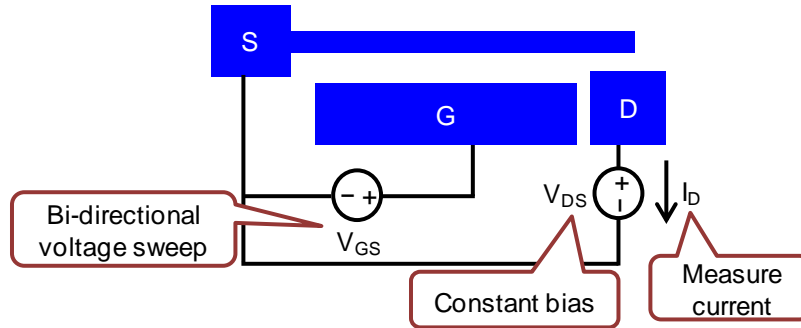 S
G
D
− +
+
−
Bi-directional
voltage sweep
V_GS
V_DS
I_D
Constant bias
Measure
current